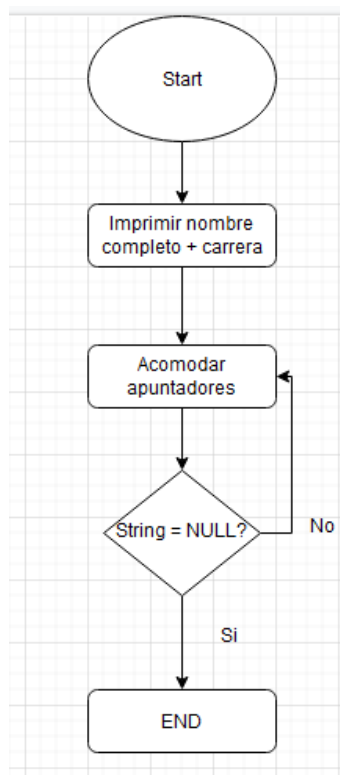 Start
Imprimir nombre
completo + carrera
Acomodar
apuntadores
String = NULL?
No
Si
END